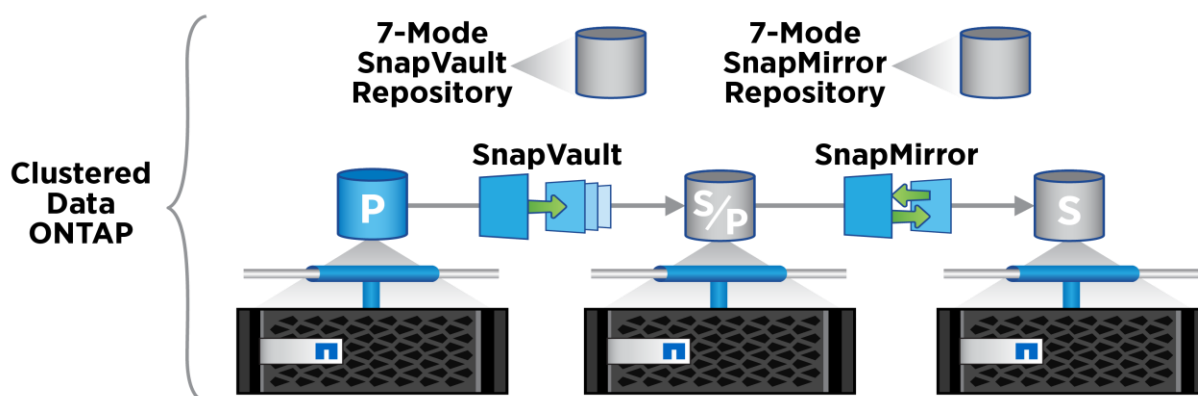 7-Mode
SnapVault
Repository
7-Mode
SnapMirror
Repository
Clustered
Data
ONTAP
SnapVault
SnapMirror
P
S/P
S